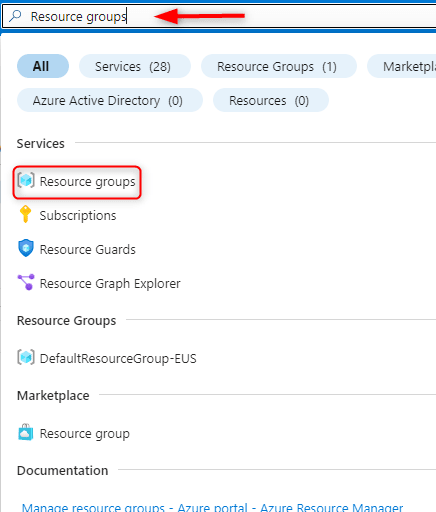 Resource groups
All Services (28) Resource Groups (1) Marketpla
Azure Active Directory (0) Resources (0)
Services
Resource groups
Subscriptions
Resource Guards
Resource Graph Explorer
Resource Groups
DefaultResourceGroup-EUS
Marketplace
Resource group
Documentation
Manage resource groups - Azure portal - Azure Resource Manager